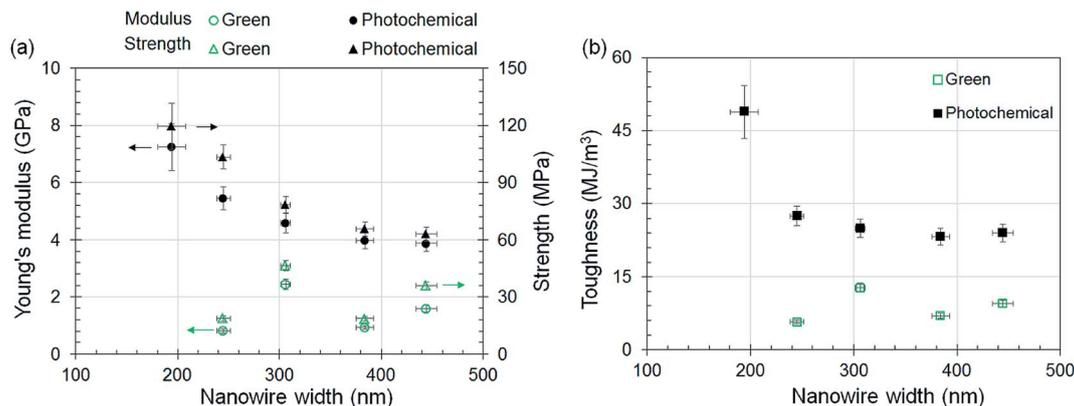 Modulus Green Photochemical
Strength Green Photochemical
(a)
10
8
6
4
2
0
Young's modulus (GPa)
150
120
90
60
30
0
Strength (MPa)
100 200 300 400 500
Nanowire width (nm)
(b)
60
45
30
15
0
Toughness (MJ/m³)
Green
Photochemical
100 200 300 400 500
Nanowire width (nm)